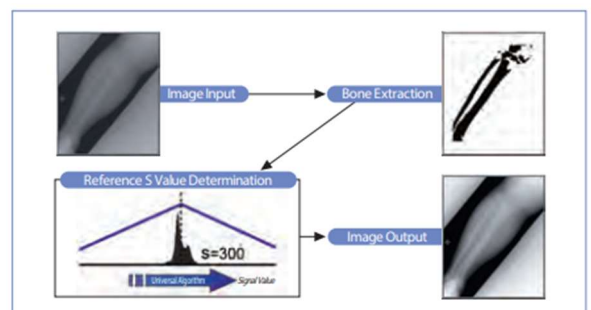 Image Input
Bone Extraction
Reference S Value Determination
S=300
Universal Algorithm
Signal Value
Image Output